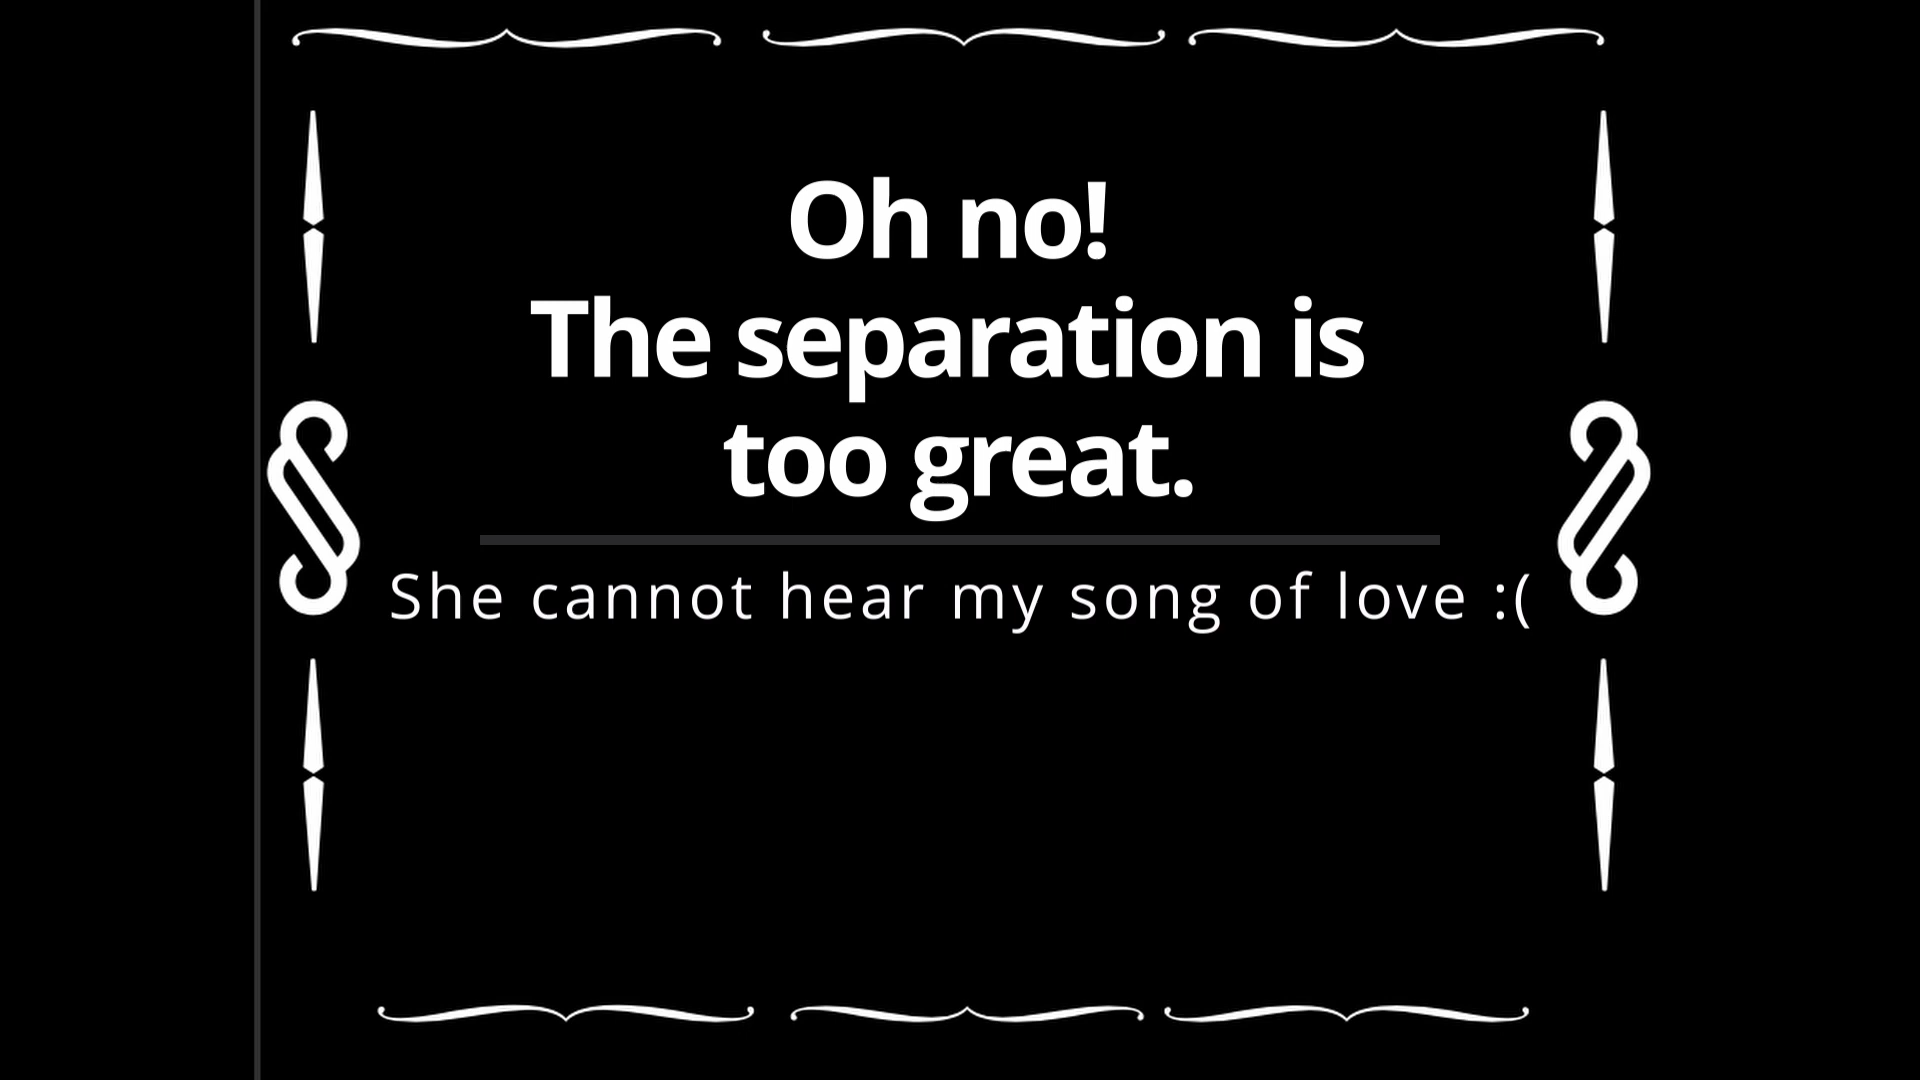 Oh no!
The separation is
too great.
She cannot hear my song of love :(